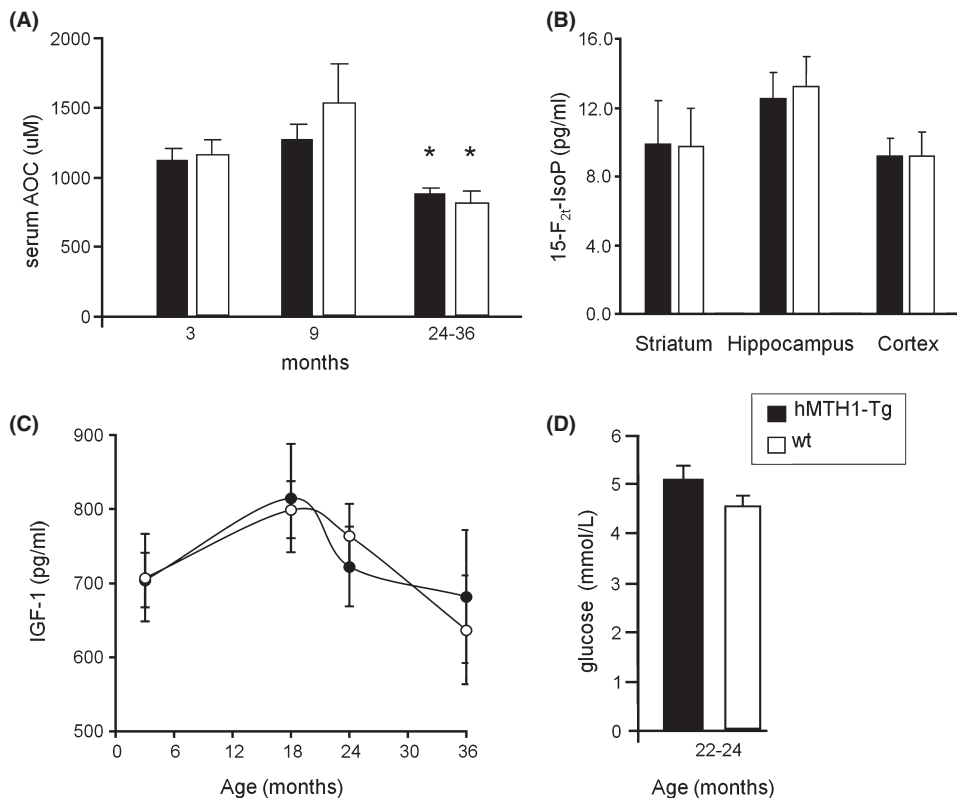 (A)
2000
1500
1000
500
0
serum AOC (uM)
* *
3 9 24-36
months
(B)
16.0
12.0
8.0
4.0
0.0
15-F2t-IsoP (pg/ml)
Striatum Hippocampus Cortex
(C)
900
800
700
600
500
IGF-1 (pg/ml)
0 6 12 18 24 30 36
Age (months)
(D)
hMTH1-Tg
wt
6
5
4
3
2
1
0
glucose (mmol/L)
22-24
Age (months)